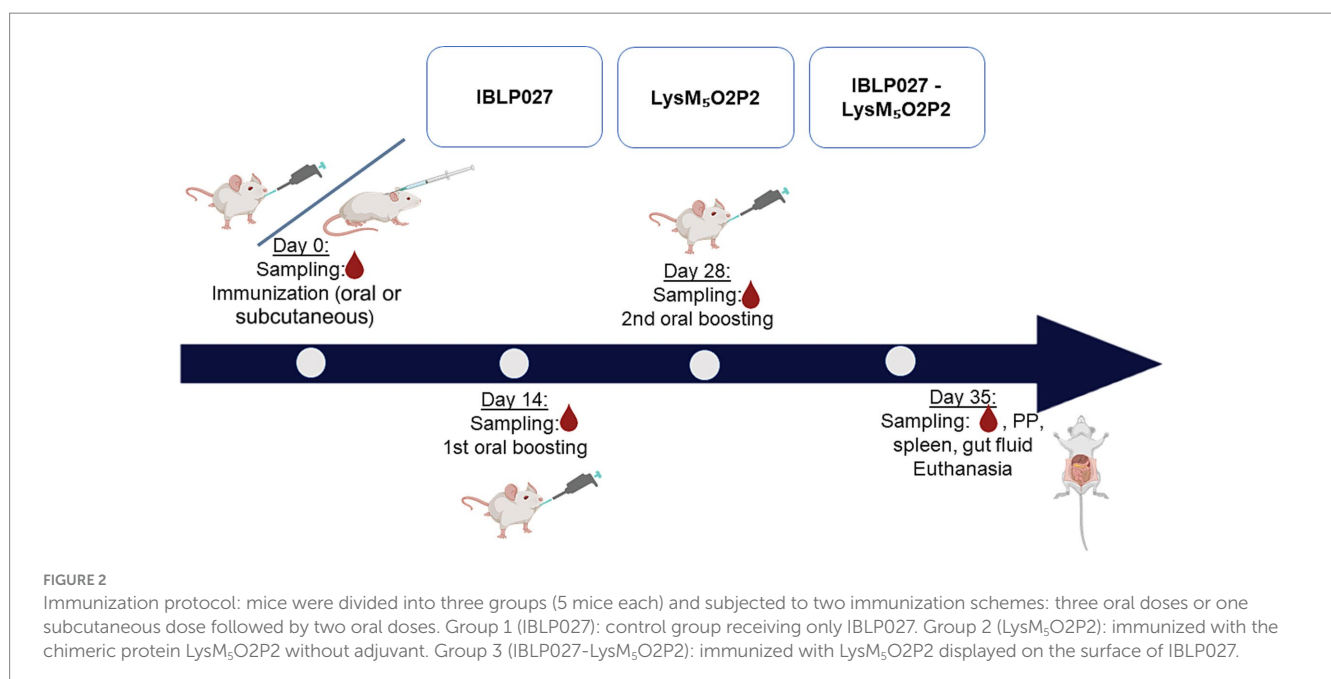 IBLP027
LysM₅O2P2
IBLP027 -
LysM₅O2P2
Day 0:
Sampling:
Immunization (oral or
subcutaneous)
Day 28:
Sampling:
2nd oral boosting
Day 14:
Sampling:
1st oral boosting
Day 35:
Sampling: , PP,
spleen, gut fluid
Euthanasia
FIGURE 2
Immunization protocol: mice were divided into three groups (5 mice each) and subjected to two immunization schemes: three oral doses or one
subcutaneous dose followed by two oral doses. Group 1 (IBLP027): control group receiving only IBLP027. Group 2 (LysM₅O2P2): immunized with the
chimeric protein LysM₅O2P2 without adjuvant. Group 3 (IBLP027-LysM₅O2P2): immunized with LysM₅O2P2 displayed on the surface of IBLP027.